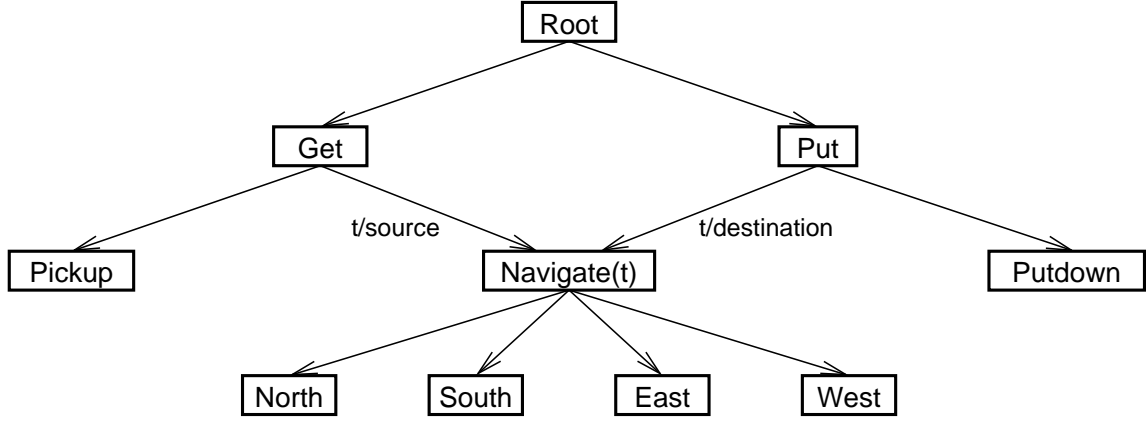 Root
Get
Put
t/source
t/destination
Pickup
Navigate(t)
Putdown
North
South
East
West